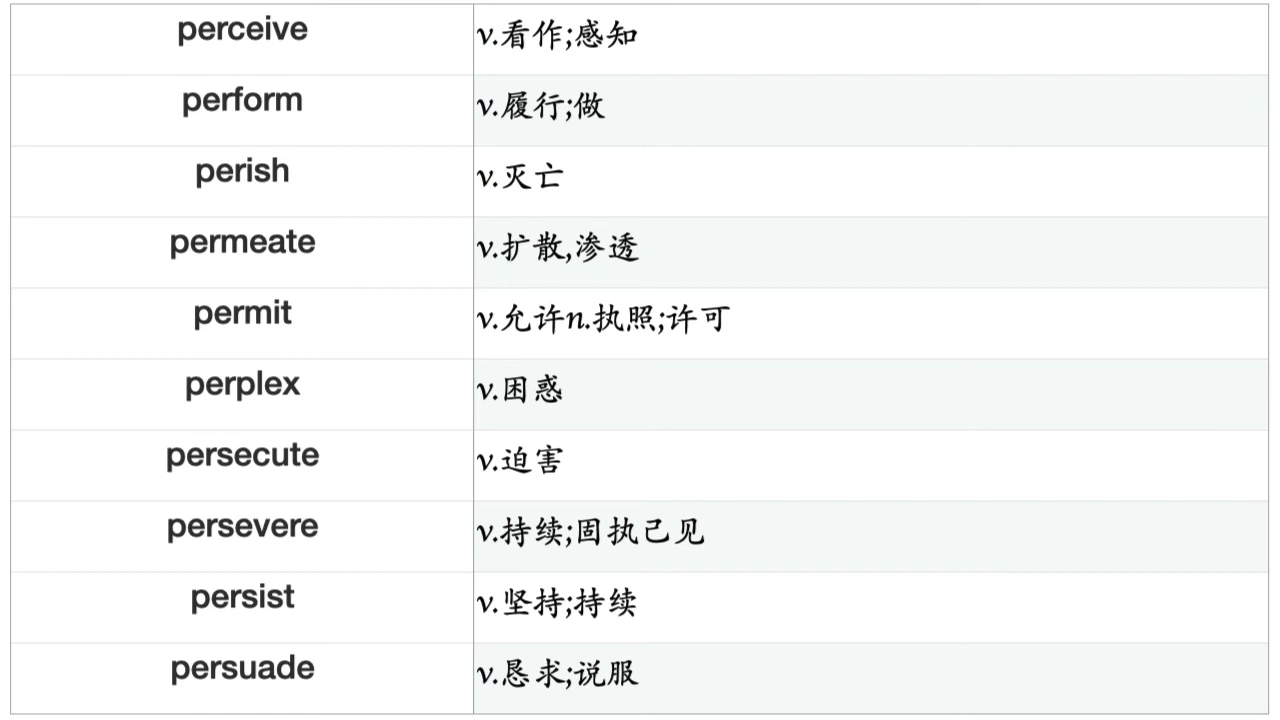 perceive v.看作;感知
perform v.履行;做
perish v.灭亡
permeate v.扩散,渗透
permit v.允许n.执照;许可
perplex v.困惑
persecute v.迫害
persevere v.持续;固执己见
persist v.坚持;持续
persuade v.恳求;说服